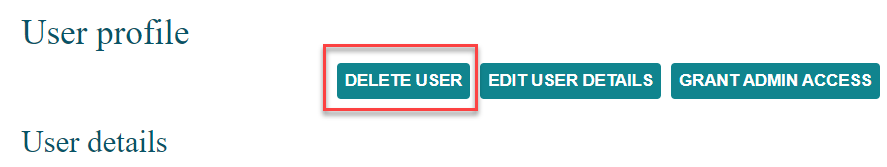 User profile
DELETE USER EDIT USER DETAILS GRANT ADMIN ACCESS
User details